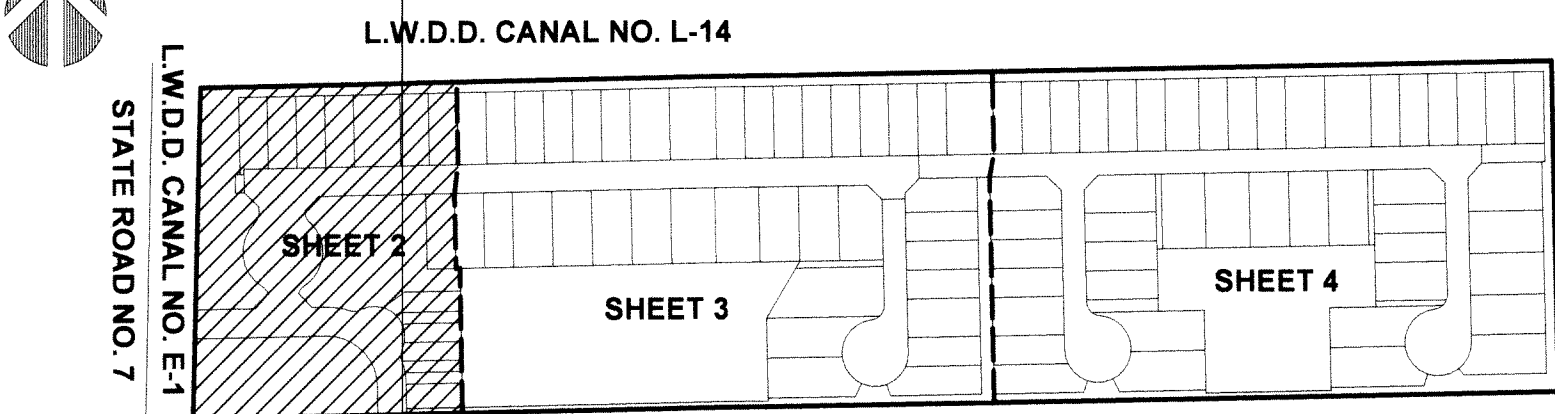 L.W.D.D. CANAL NO. L-14
L.W.D.D. CANAL NO. E-1
STATE ROAD NO. 7
SHEET 2
SHEET 3
SHEET 4